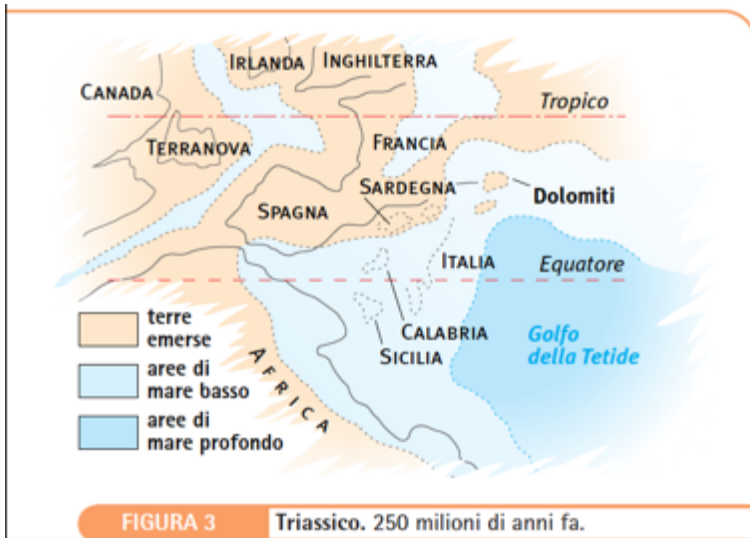 IRLANDA
INGHILTERRA
CANADA
Tropico
TERRANOVA
FRANCIA
SARDEGNA
Dolomiti
SPAGNA
ITALIA
Equatore
terre
emerse
CALABRIA
Golfo
della Tetide
SICILIA
aree di
mare basso
AFRICA
aree di
mare profondo
FIGURA 3
Triassico. 250 milioni di anni fa.